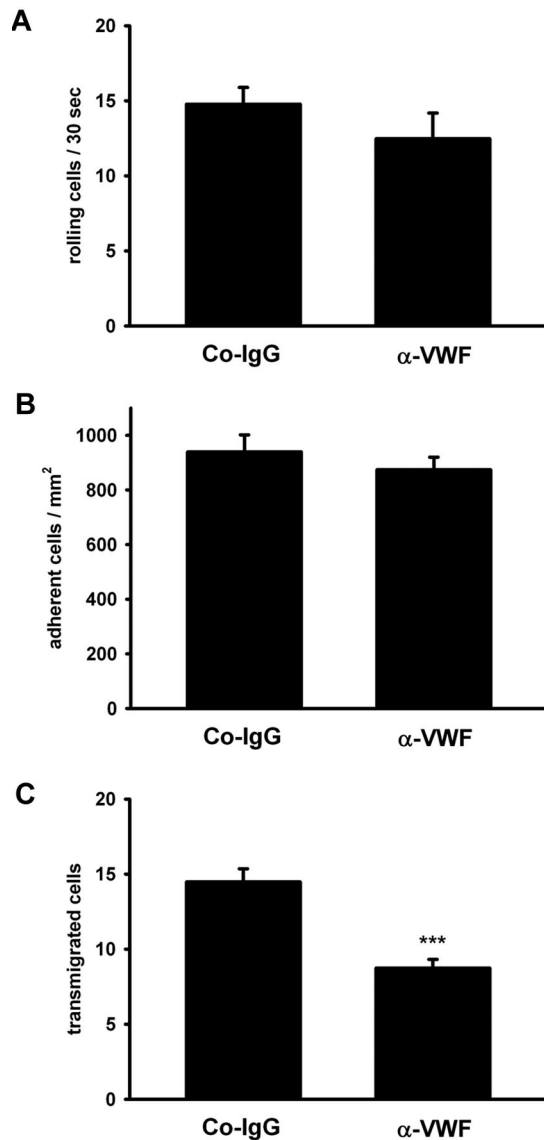 A
rolling cells / 30 sec
20
15
10
5
0
Co-IgG α-VWF
B
adherent cells / mm²
1000
800
600
400
200
0
Co-IgG α-VWF
C
transmigrated cells
20
15
10
5
0
***
Co-IgG α-VWF